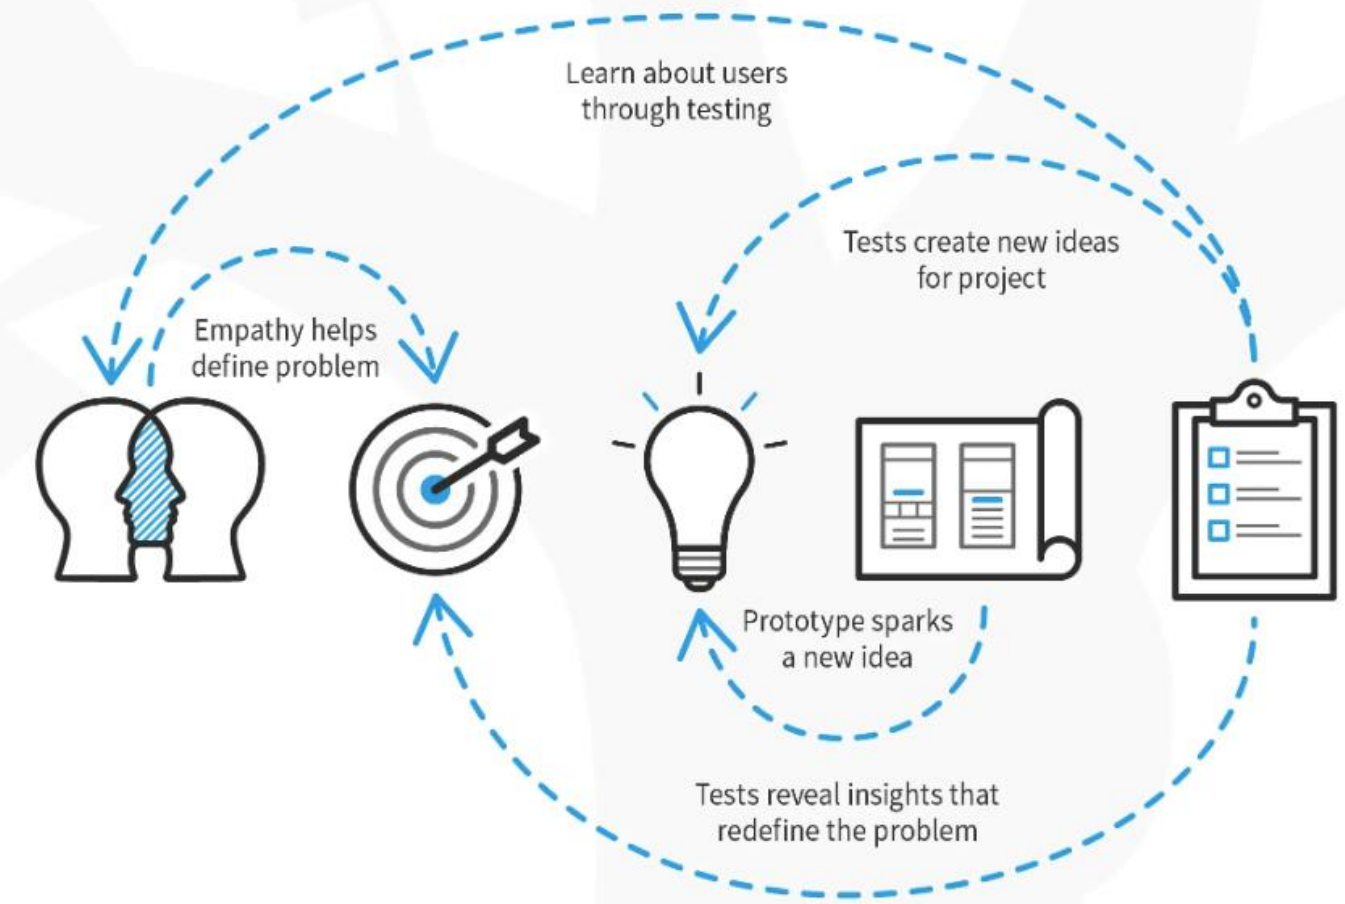 Learn about users
through testing
Tests create new ideas
for project
Empathy helps
define problem
Prototype sparks
a new idea
Tests reveal insights that
redefine the problem